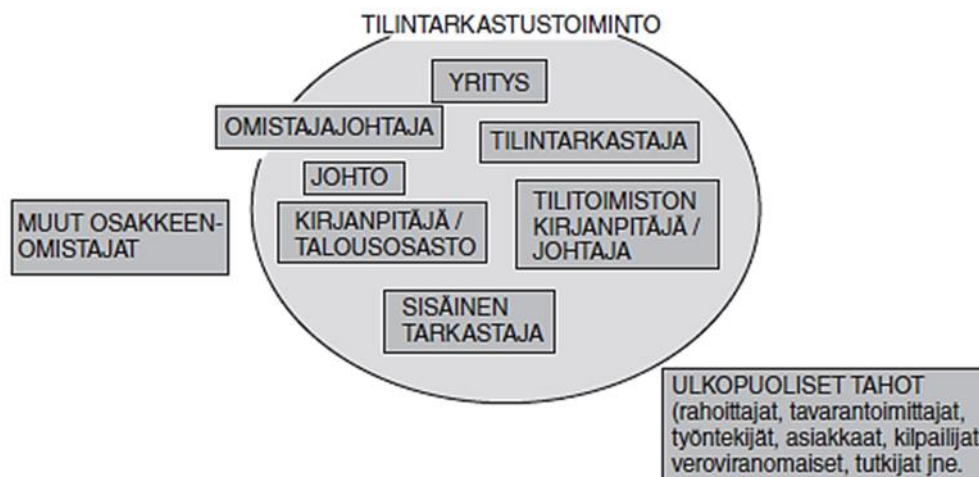 TILINTARKASTUSTOIMINTO
YRITYS
OMISTAJAJOHTAJA
TILINTARKASTAJA
JOHTO
MUUT OSAKKEEN-
OMISTAJAT
KIRJANPITÄJÄ /
TALOUSOSASTO
TILITOIMISTON
KIRJANPITÄJÄ /
JOHTAJA
SISÄINEN
TARKASTAJA
ULKOPUOLISET TAHOT
(rahoittajat, tavarantoimittajat,
työntekijät, asiakkaat, kilpailijat
veroviranomaiset, tutkijat jne.